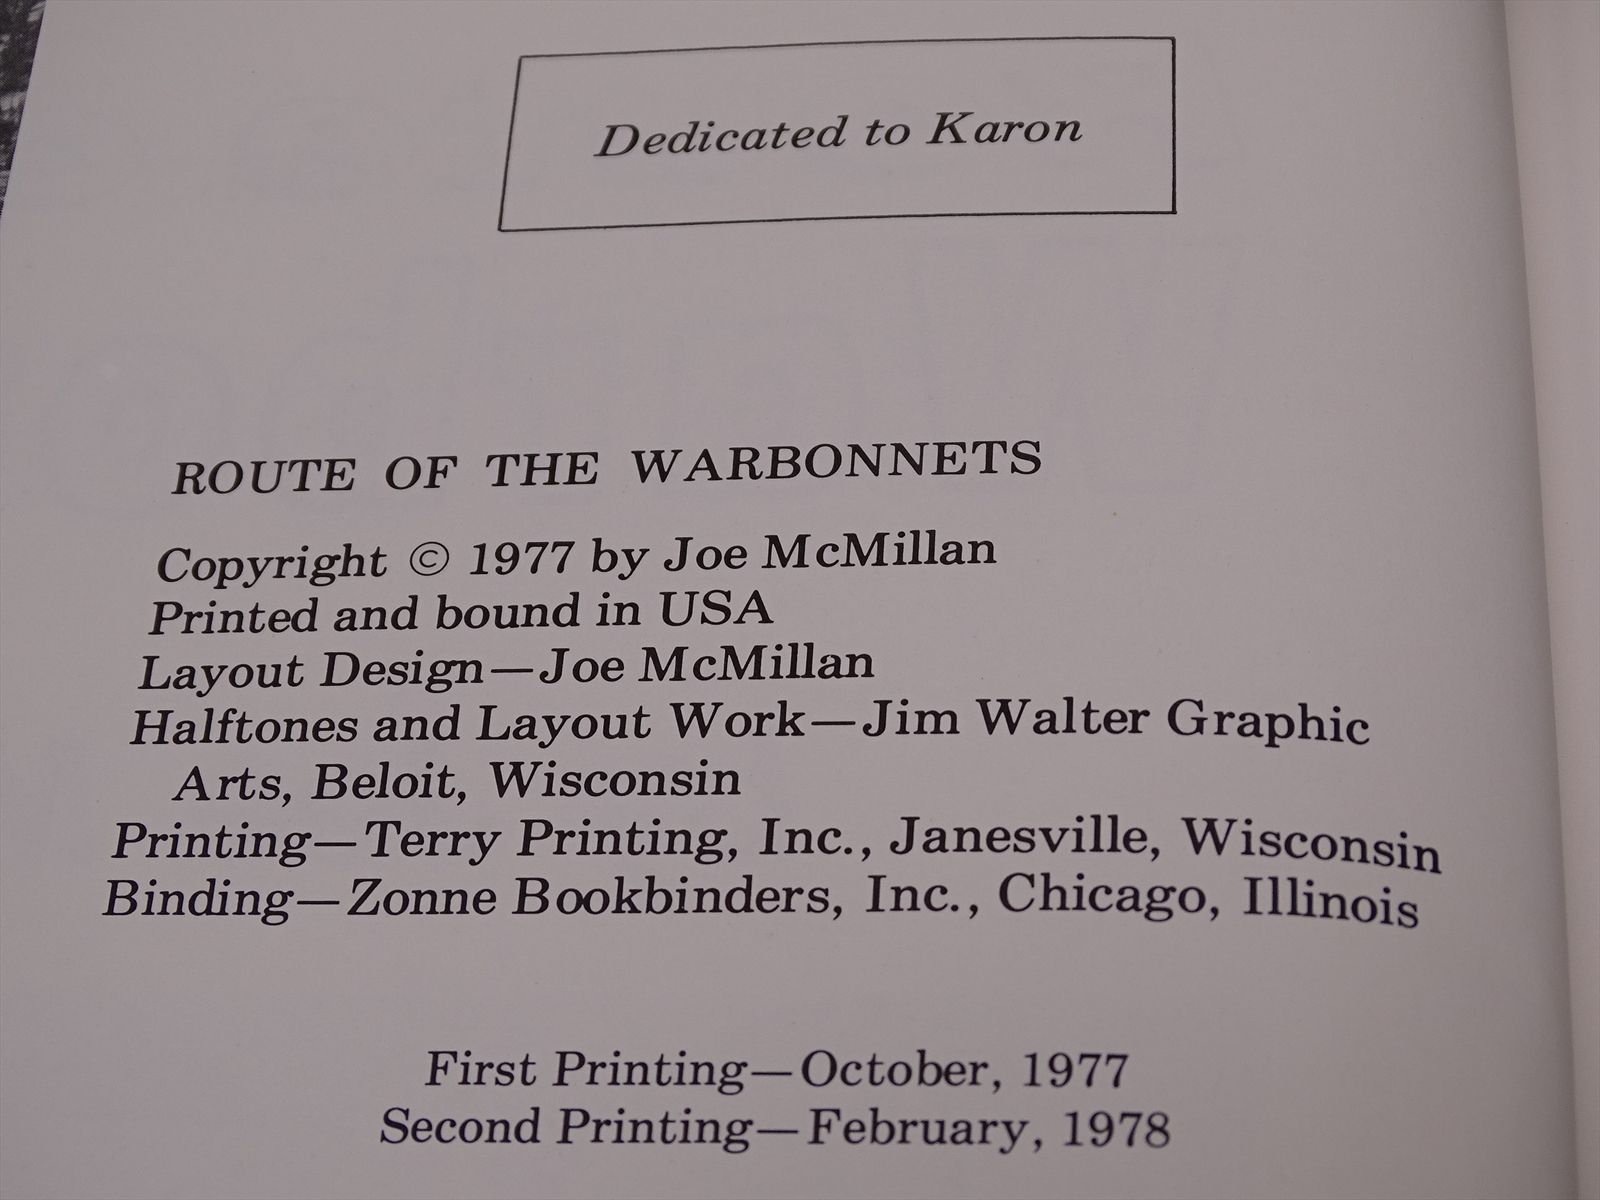 Dedicated to Karon
ROUTE OF THE WARBONNETS
Copyright © 1977 by Joe McMillan
Printed and bound in USA
Layout Design—Joe McMillan
Halftones and Layout Work—Jim Walter Graphic
Arts, Beloit, Wisconsin
Printing—Terry Printing, Inc., Janesville, Wisconsin
Binding—Zonne Bookbinders, Inc., Chicago, Illinois
First Printing—October, 1977
Second Printing—February, 1978